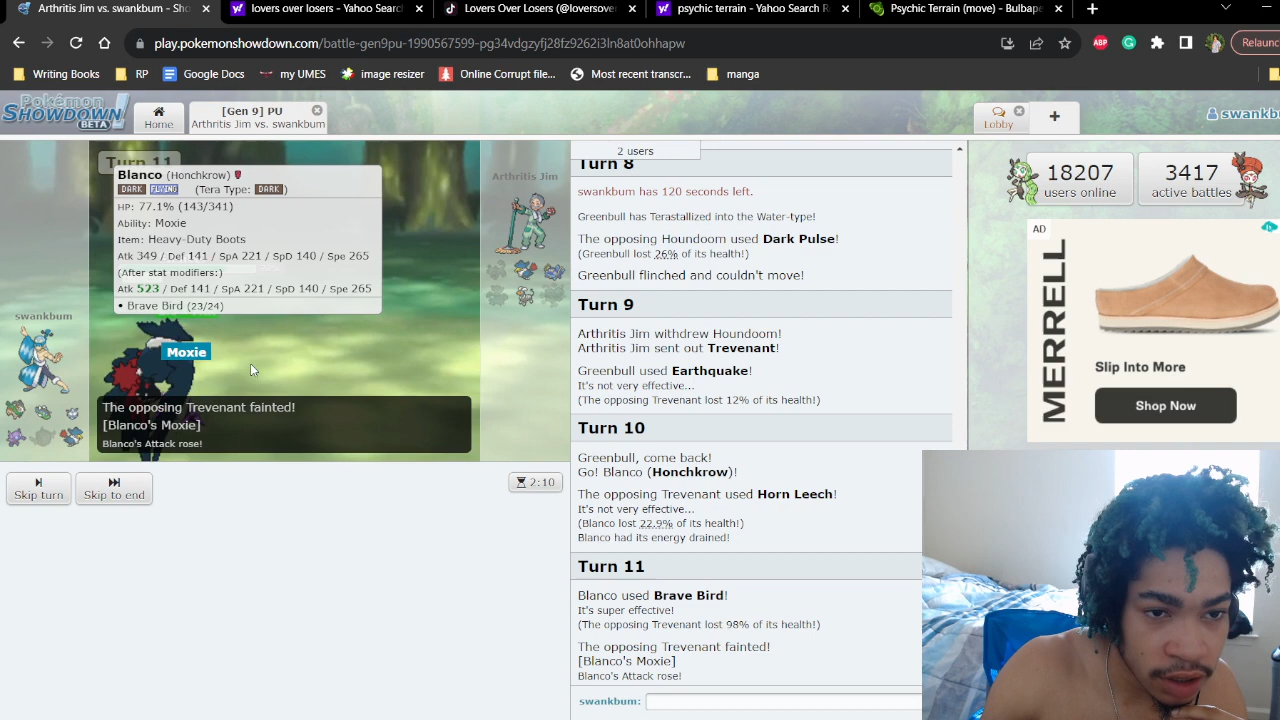 Arthritis Jim vs. swankbum - Sho
lovers over losers - Yahoo Searc
Lovers Over Losers (@loversover
psychic terrain - Yahoo Search R
Psychic Terrain (move) - Bulbape
play.pokemonshowdown.com/battle-gen9pu-1990567599-pg34vdgzyfj28fz9262i3ln8at0ohhapw
ABP
Relaunc
Writing Books
RP
Google Docs
my UMES
image resizer
Online Corrupt file...
Most recent transcr...
manga
Pokémon
Showdown!
BETA
Home
[Gen 9] PU
Arthritis Jim vs. swankbum
Lobby
swankb
2 users
Turn 11
Blanco (Honchkrow)
DARK FLYING (Tera Type: DARK)
HP: 77.1% (143/341)
Ability: Moxie
Item: Heavy-Duty Boots
Atk 349 / Def 141 / SpA 221 / SpD 140 / Spe 265
(After stat modifiers:)
Atk 523 / Def 141 / SpA 221 / SpD 140 / Spe 265
• Brave Bird (23/24)
Arthritis Jim
swankbum
Moxie
The opposing Trevenant fainted!
[Blanco's Moxie]
Blanco's Attack rose!
Skip turn
Skip to end
2:10
Turn 8
swankbum has 120 seconds left.
Greenbull has Terastallized into the Water-type!
The opposing Houndoom used Dark Pulse!
(Greenbull lost 26% of its health!)
Greenbull flinched and couldn't move!
Turn 9
Arthritis Jim withdrew Houndoom!
Arthritis Jim sent out Trevenant!
Greenbull used Earthquake!
It's not very effective...
(The opposing Trevenant lost 12% of its health!)
Turn 10
Greenbull, come back!
Go! Blanco (Honchkrow)!
The opposing Trevenant used Horn Leech!
It's not very effective...
(Blanco lost 22.9% of its health!)
Blanco had its energy drained!
Turn 11
Blanco used Brave Bird!
It's super effective!
(The opposing Trevenant lost 98% of its health!)
The opposing Trevenant fainted!
[Blanco's Moxie]
Blanco's Attack rose!
swankbum:
18207
users online
3417
active battles
AD
MERRELL
Slip Into More
Shop Now